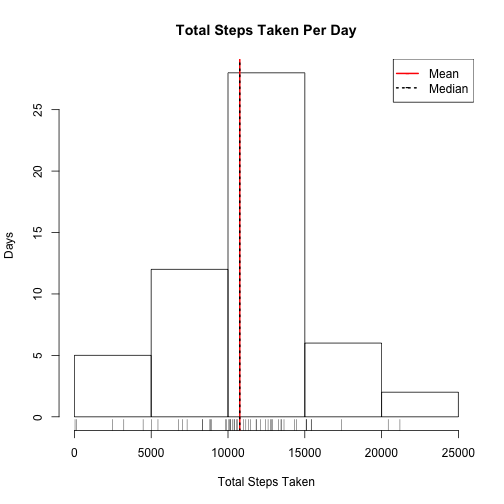 Total Steps Taken Per Day
Mean
Median
Days
25
20
15
10
5
0
0 5000 10000 15000 20000 25000
Total Steps Taken